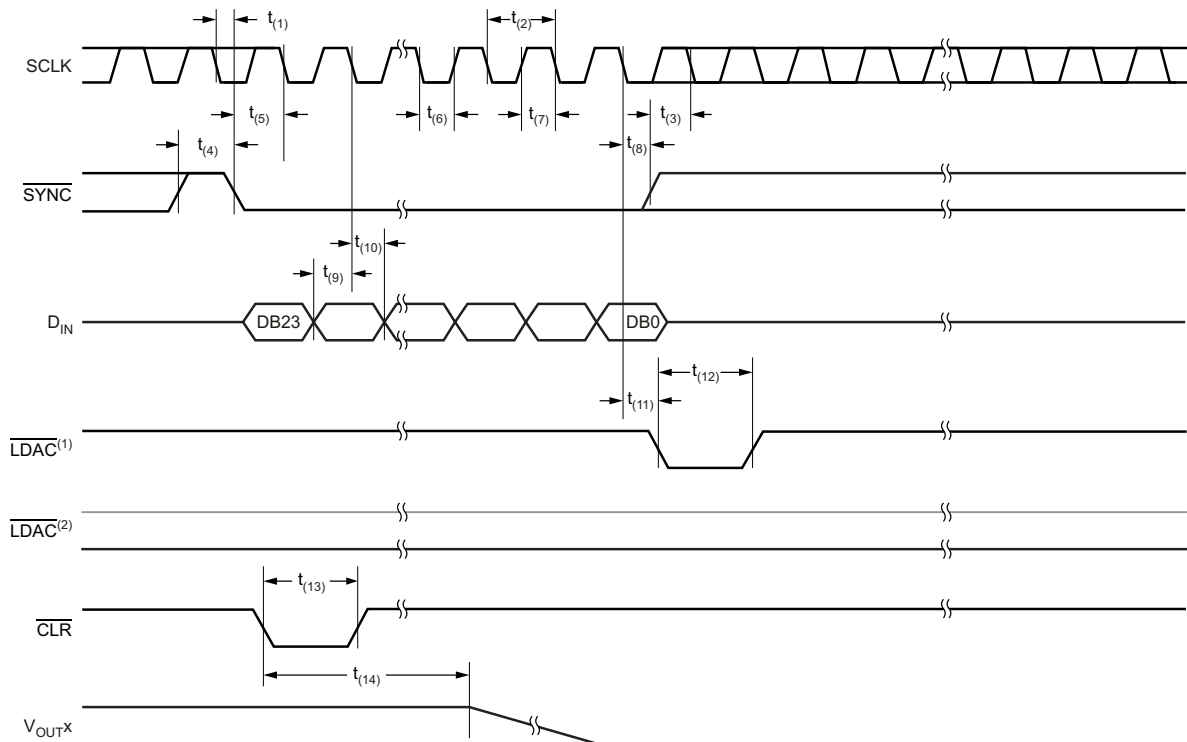 t(1)
t(2)
SCLK
t(5)
t(6)
t(7)
t(3)
t(4)
t(8)
SYNC
t(10)
t(9)
DIN
DB23
DB0
t(12)
t(11)
LDAC(1)
LDAC(2)
t(13)
CLR
t(14)
VOUTX